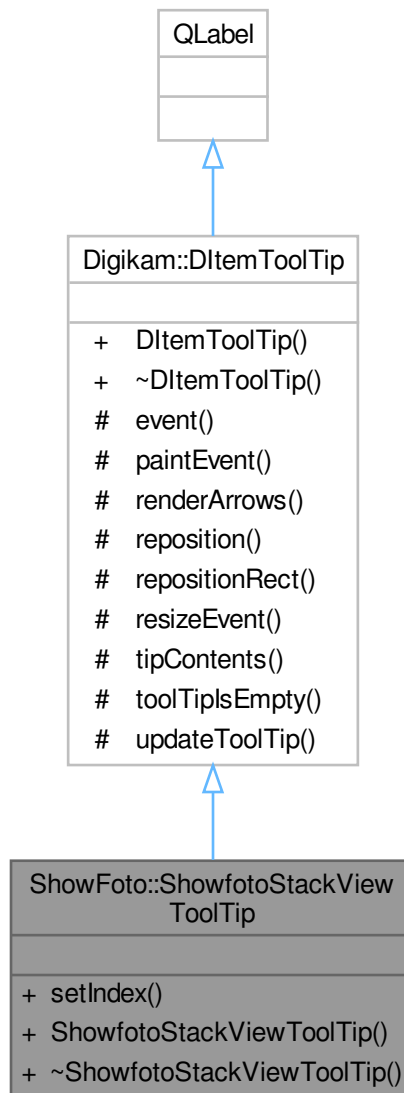 QLabel
Digikam::DItemToolTip
+ DItemToolTip()
+ ~DItemToolTip()
# event()
# paintEvent()
# renderArrows()
# reposition()
# repositionRect()
# resizeEvent()
# tipContents()
# toolTipIsEmpty()
# updateToolTip()
ShowFoto::ShowfotoStackView
ToolTip
+ setIndex()
+ ShowfotoStackViewToolTip()
+ ~ShowfotoStackViewToolTip()